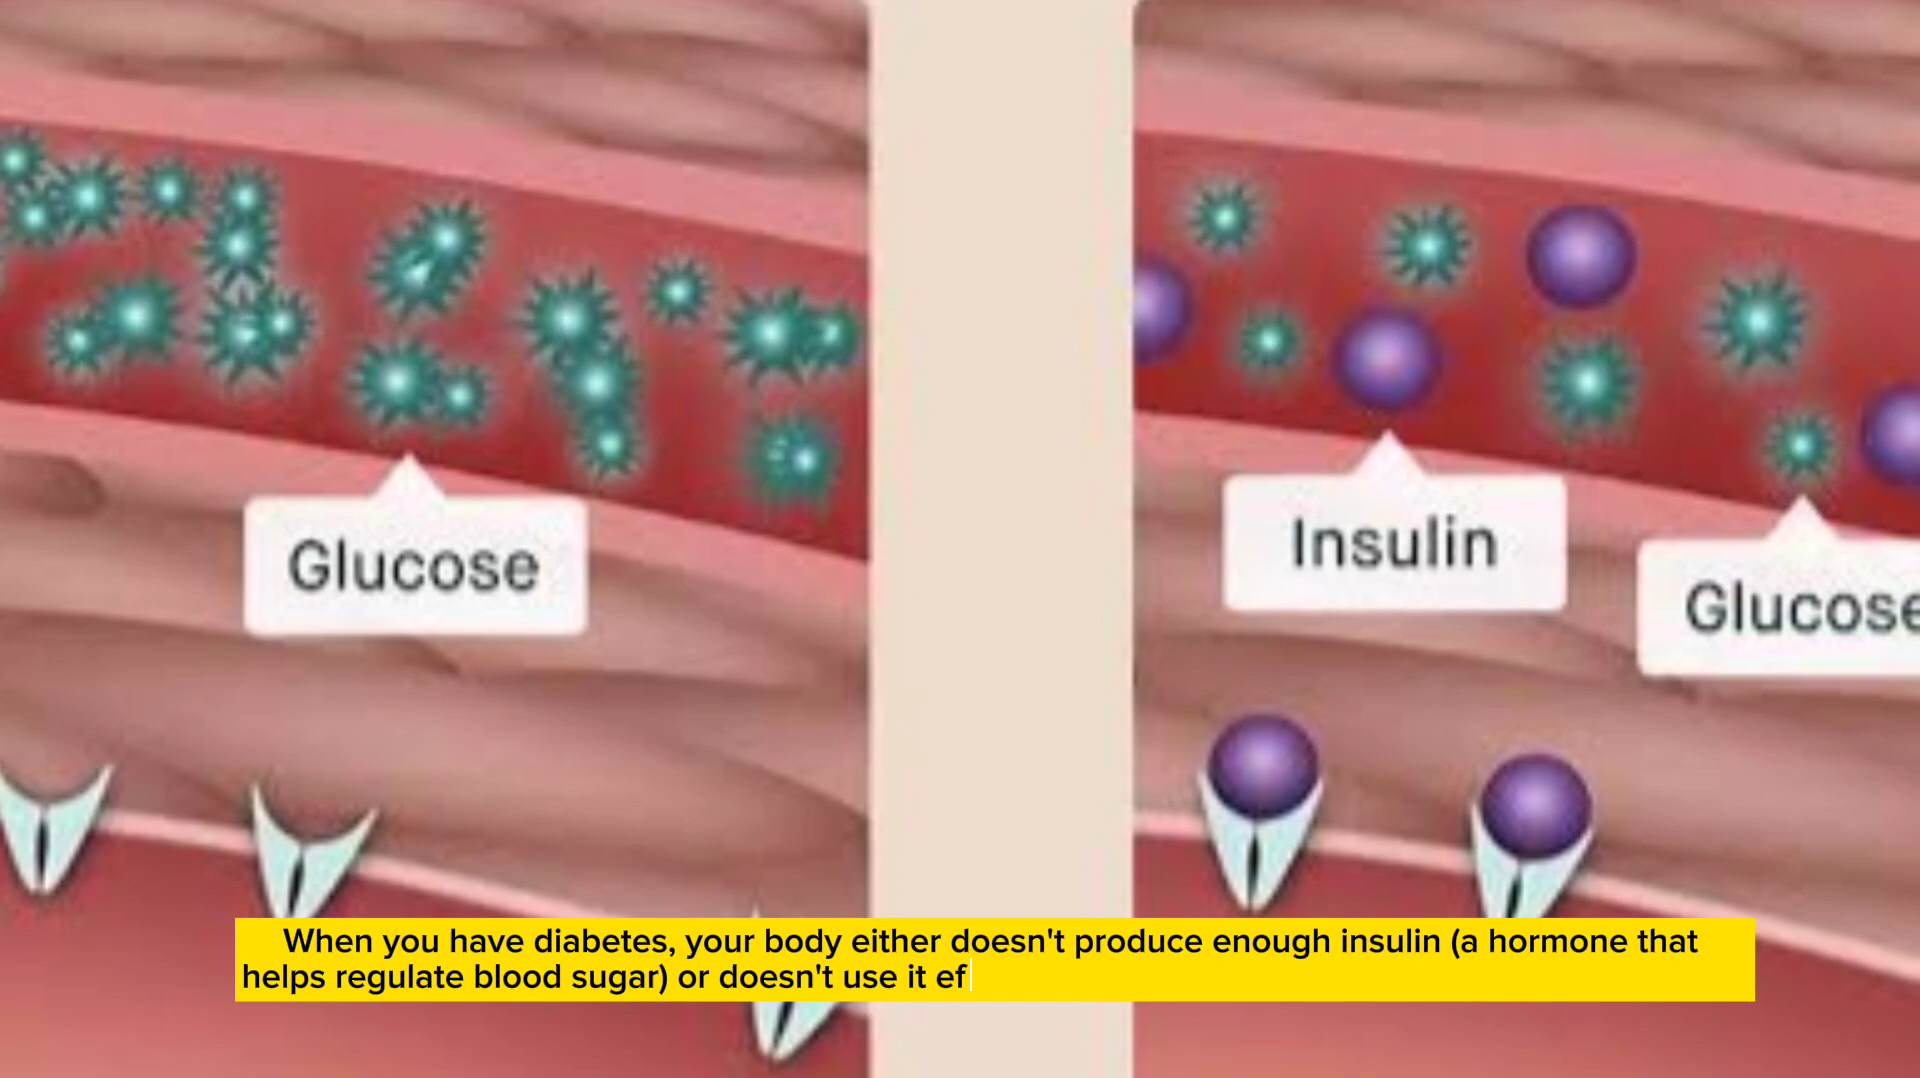 Glucose
Insulin
Glucose
When you have diabetes, your body either doesn't produce enough insulin (a hormone that
helps regulate blood sugar) or doesn't use it ef